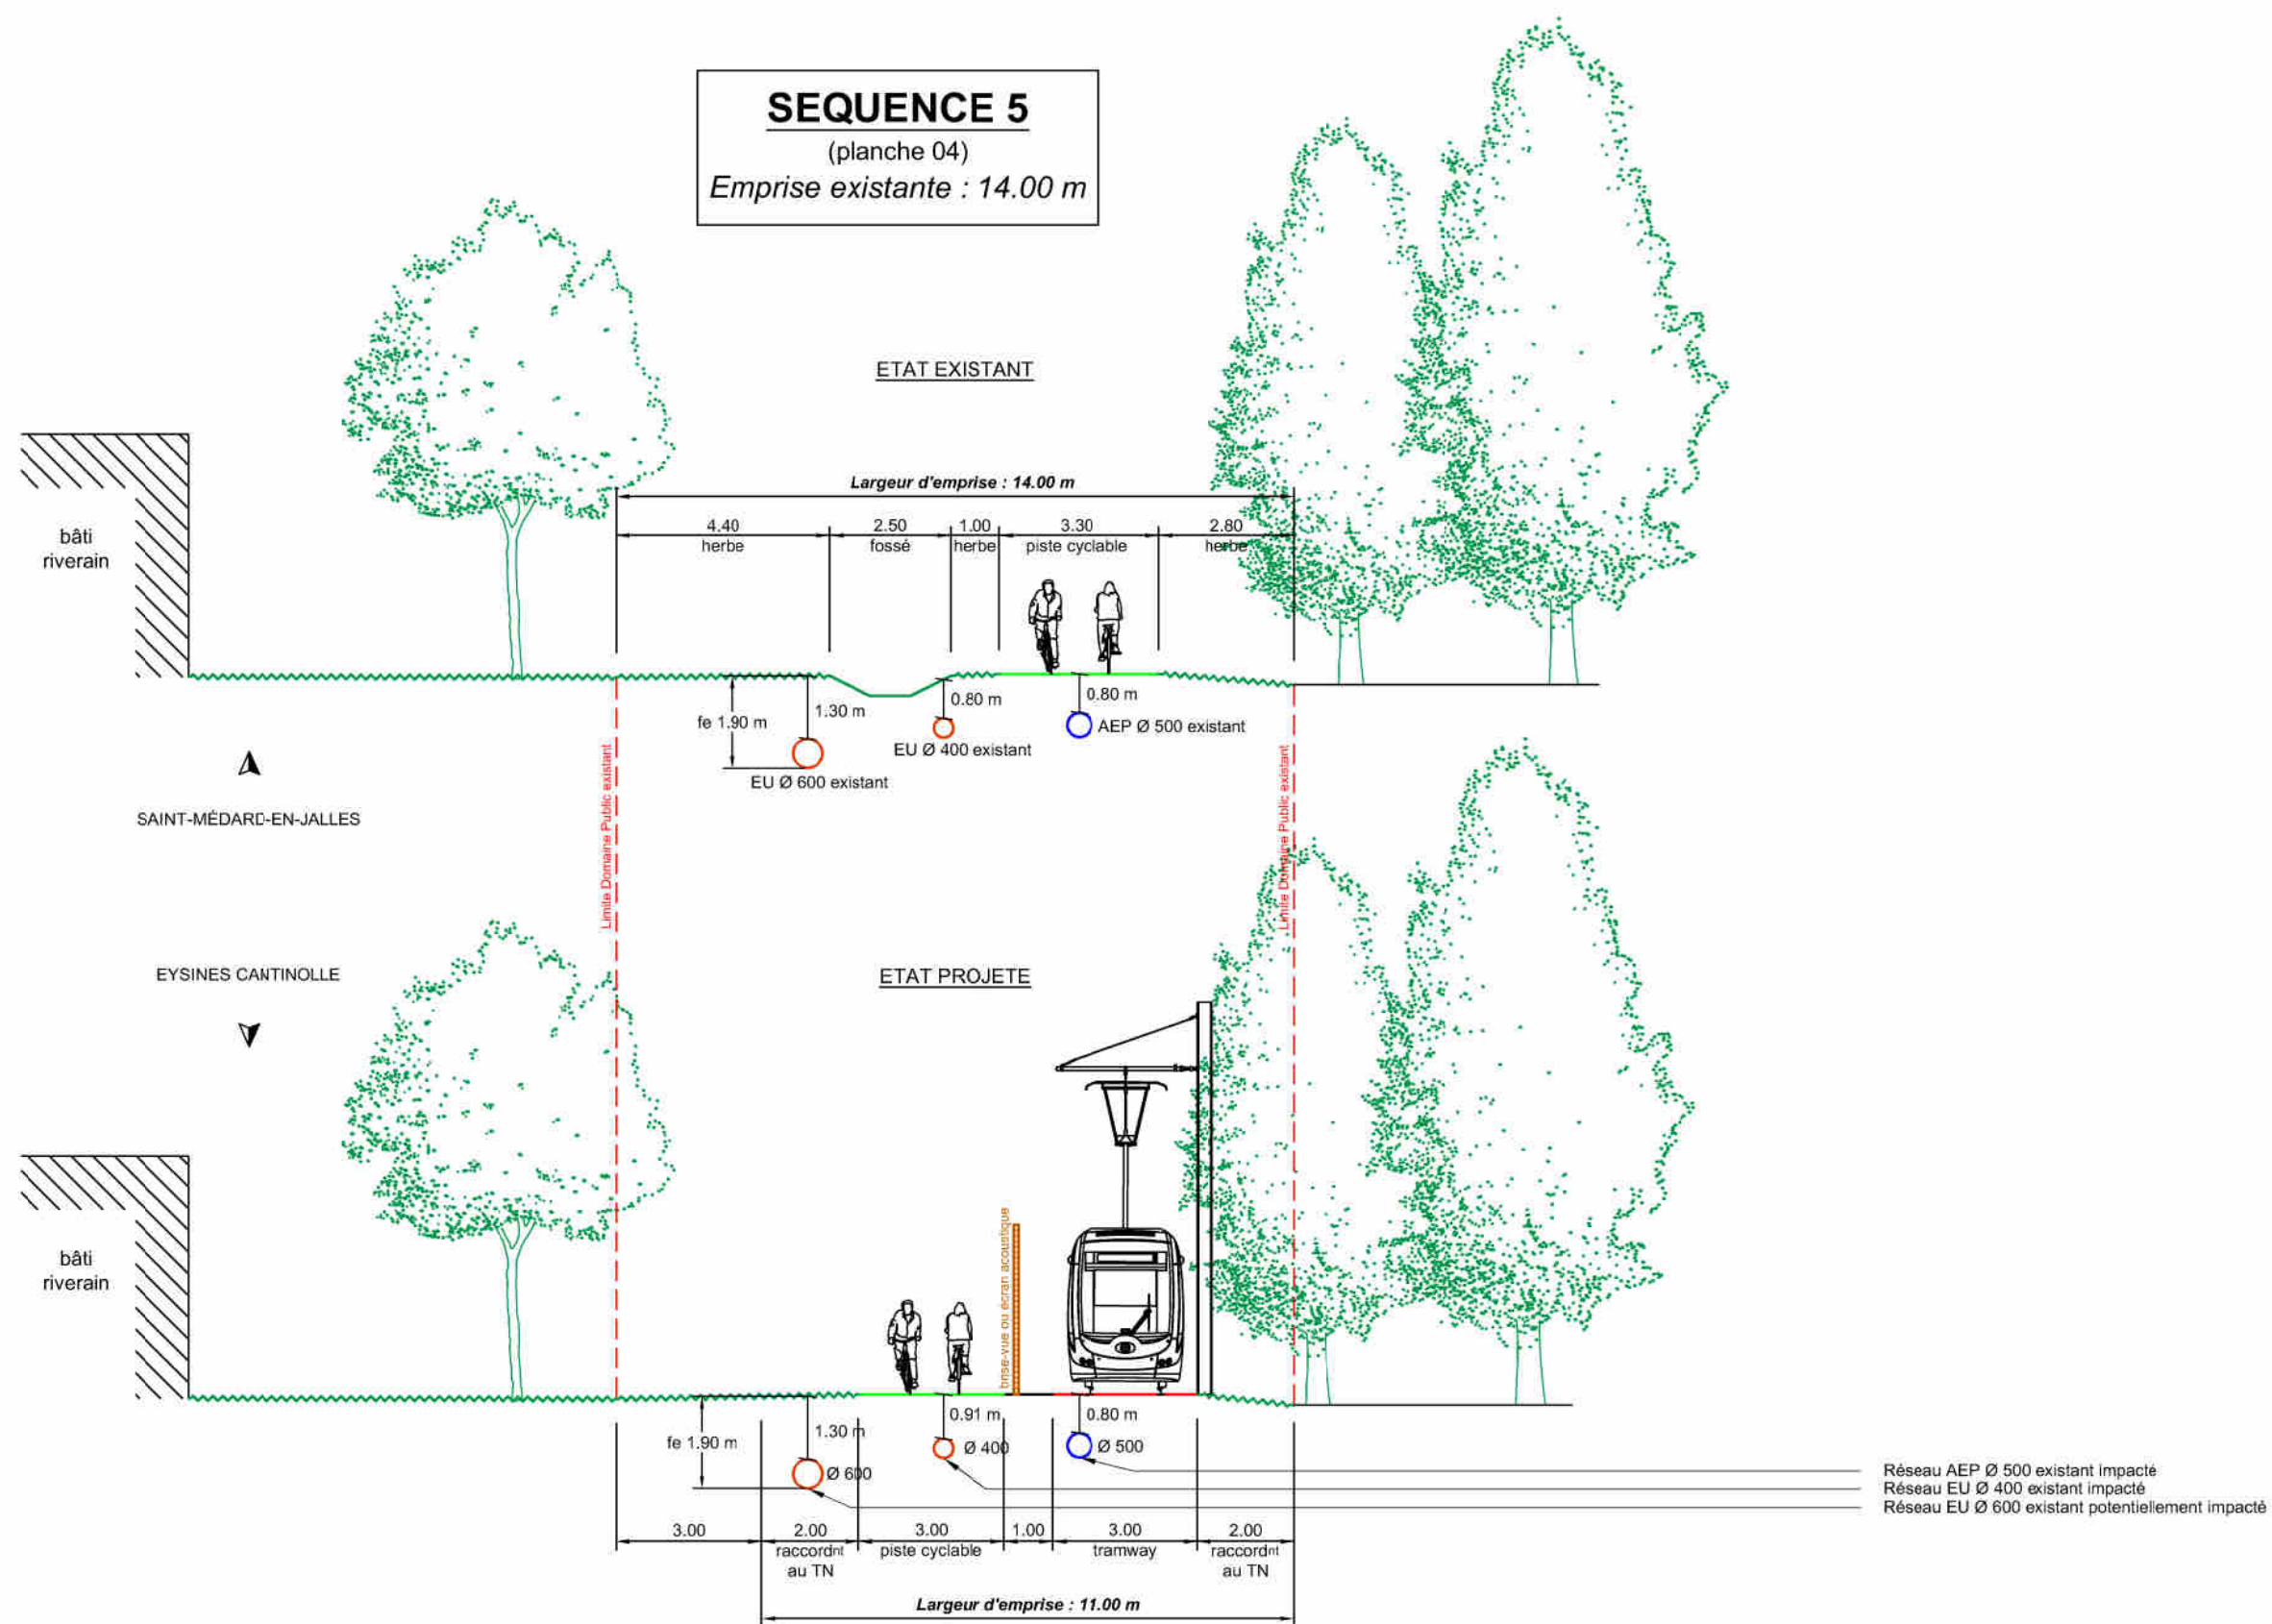 SEQUENCE 5
(planche 04)
Emprise existante : 14.00 m
ETAT EXISTANT
Largeur d'emprise : 14.00 m
4.40
2.50
1.00
3.30
2.80
herbe
fossé
herbe
piste cyclable
herbe
bâti
riverain
fe 1.90 m
1.30 m
0.80 m
0.80 m
AEP Ø 500 existant
EU Ø 400 existant
EU Ø 600 existant
Limite Domaine Public existant
Limite Domaine Public existant
SAINT-MÉDARD-EN-JALLES
EYSINES CANTINOLLE
ETAT PROJETE
brise-vue ou écran acoustique
bâti
riverain
fe 1.90 m
1.30 m
0.91 m
0.80 m
Ø 600
Ø 400
Ø 500
Réseau AEP Ø 500 existant impacté
Réseau EU Ø 400 existant impacté
Réseau EU Ø 600 existant potentiellement impacté
3.00
2.00
3.00
1.00
3.00
2.00
raccordnt
au TN
piste cyclable
tramway
raccordnt
au TN
Largeur d'emprise : 11.00 m